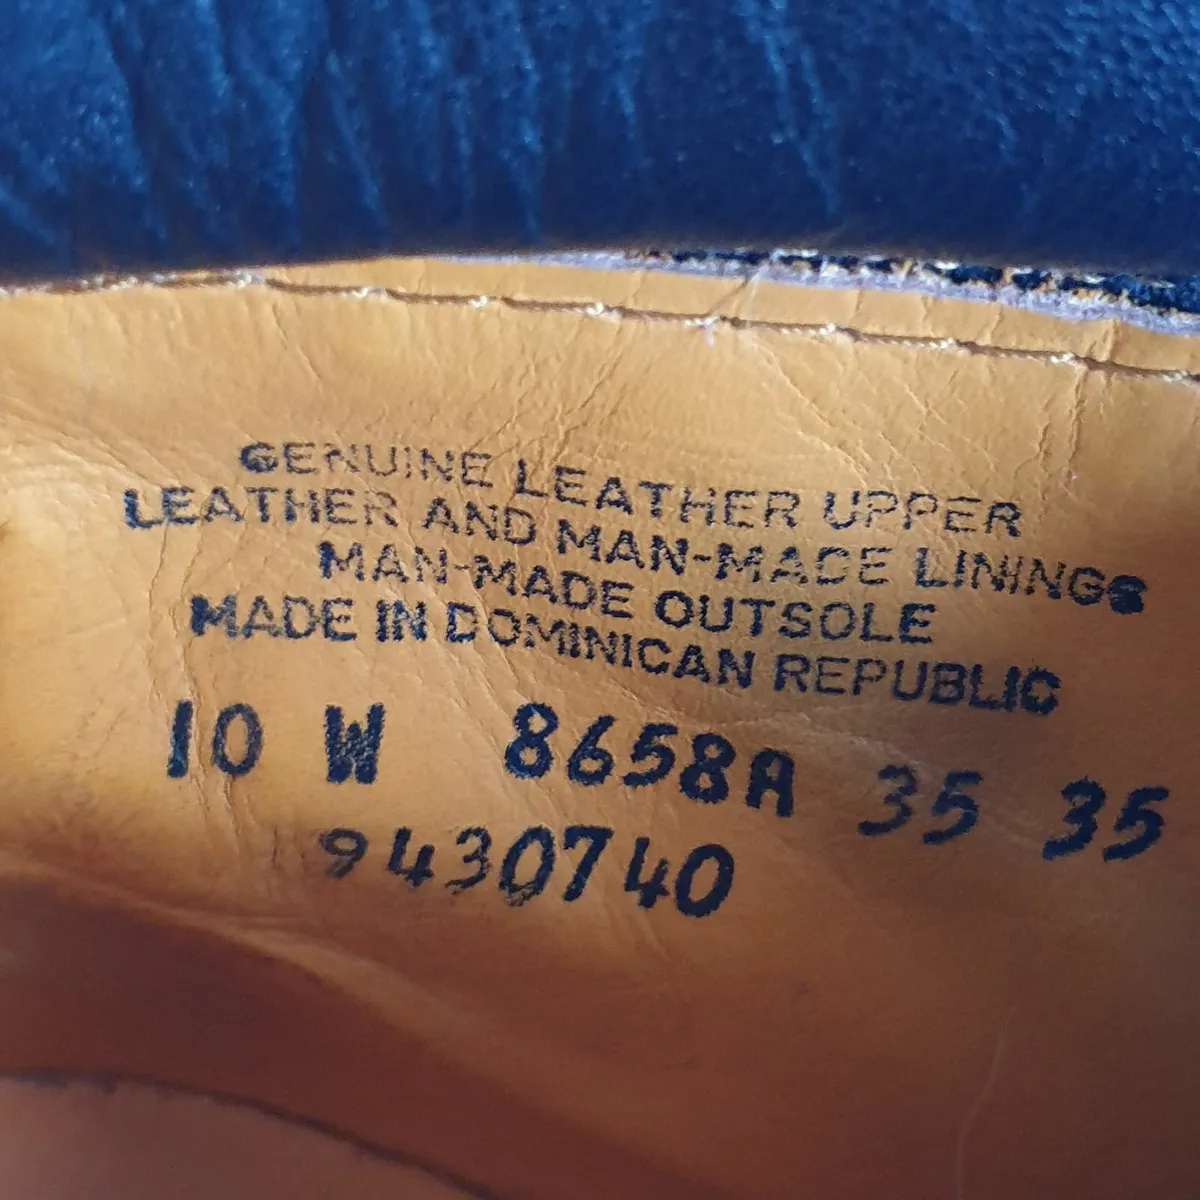 GENUINE LEATHER UPPER
LEATHER AND MAN-MADE LININGS
MAN-MADE OUTSOLE
MADE IN DOMINICAN REPUBLIC
10 W 8658A 35 35
9430740